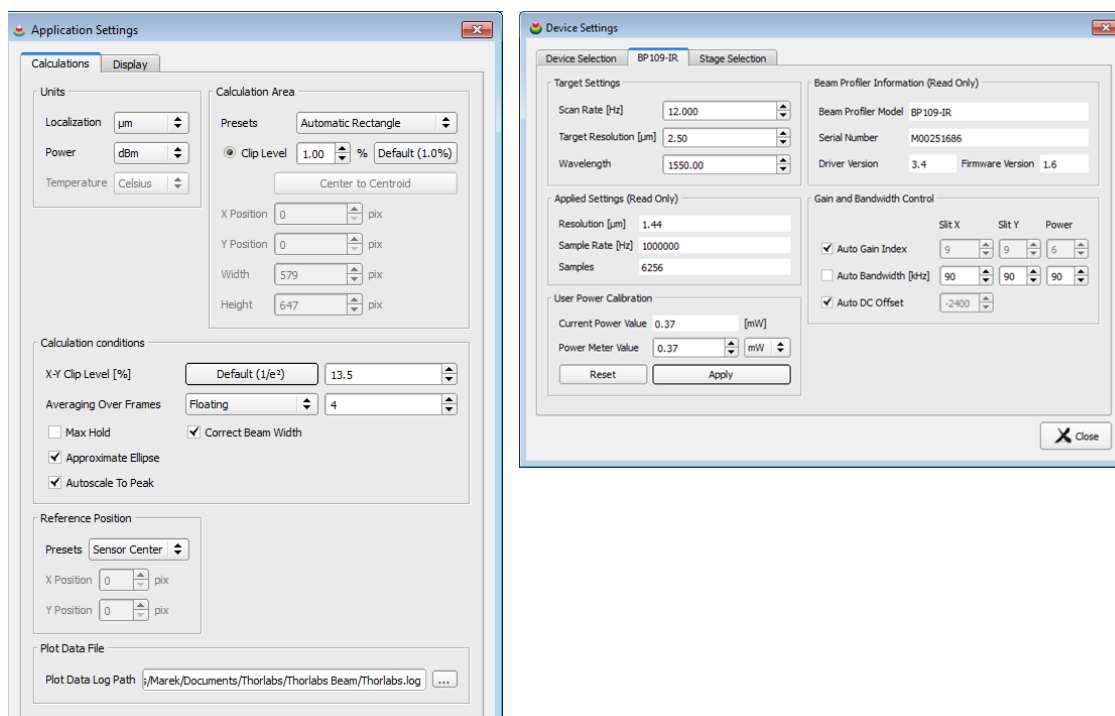 Application Settings
Calculations Display
Units
Localization µm
Power dBm
Temperature Celsius
Calculation Area
Presets Automatic Rectangle
Clip Level 1.00 % Default (1.0%)
Center to Centroid
X Position 0 pix
Y Position 0 pix
Width 579 pix
Height 647 pix
Calculation conditions
X-Y Clip Level [%] Default (1/e²) 13.5
Averaging Over Frames Floating 4
Max Hold Correct Beam Width
Approximate Ellipse
Autoscale To Peak
Reference Position
Presets Sensor Center
X Position 0 pix
Y Position 0 pix
Plot Data File
Plot Data Log Path ;/Marek/Documents/Thorlabs/Thorlabs Beam/Thorlabs.log ...
Device Settings
Device Selection BP109-IR Stage Selection
Target Settings
Scan Rate [Hz] 12.000
Target Resolution [µm] 2.50
Wavelength 1550.00
Beam Profiler Information (Read Only)
Beam Profiler Model BP109-IR
Serial Number M00251686
Driver Version 3.4 Firmware Version 1.6
Applied Settings (Read Only)
Resolution [µm] 1.44
Sample Rate [Hz] 1000000
Samples 6256
Gain and Bandwidth Control
Slit X Slit Y Power
Auto Gain Index 9 9 6
Auto Bandwidth [kHz] 90 90 90
Auto DC Offset -2400
User Power Calibration
Current Power Value 0.37 [mW]
Power Meter Value 0.37 mW
Reset Apply
Close